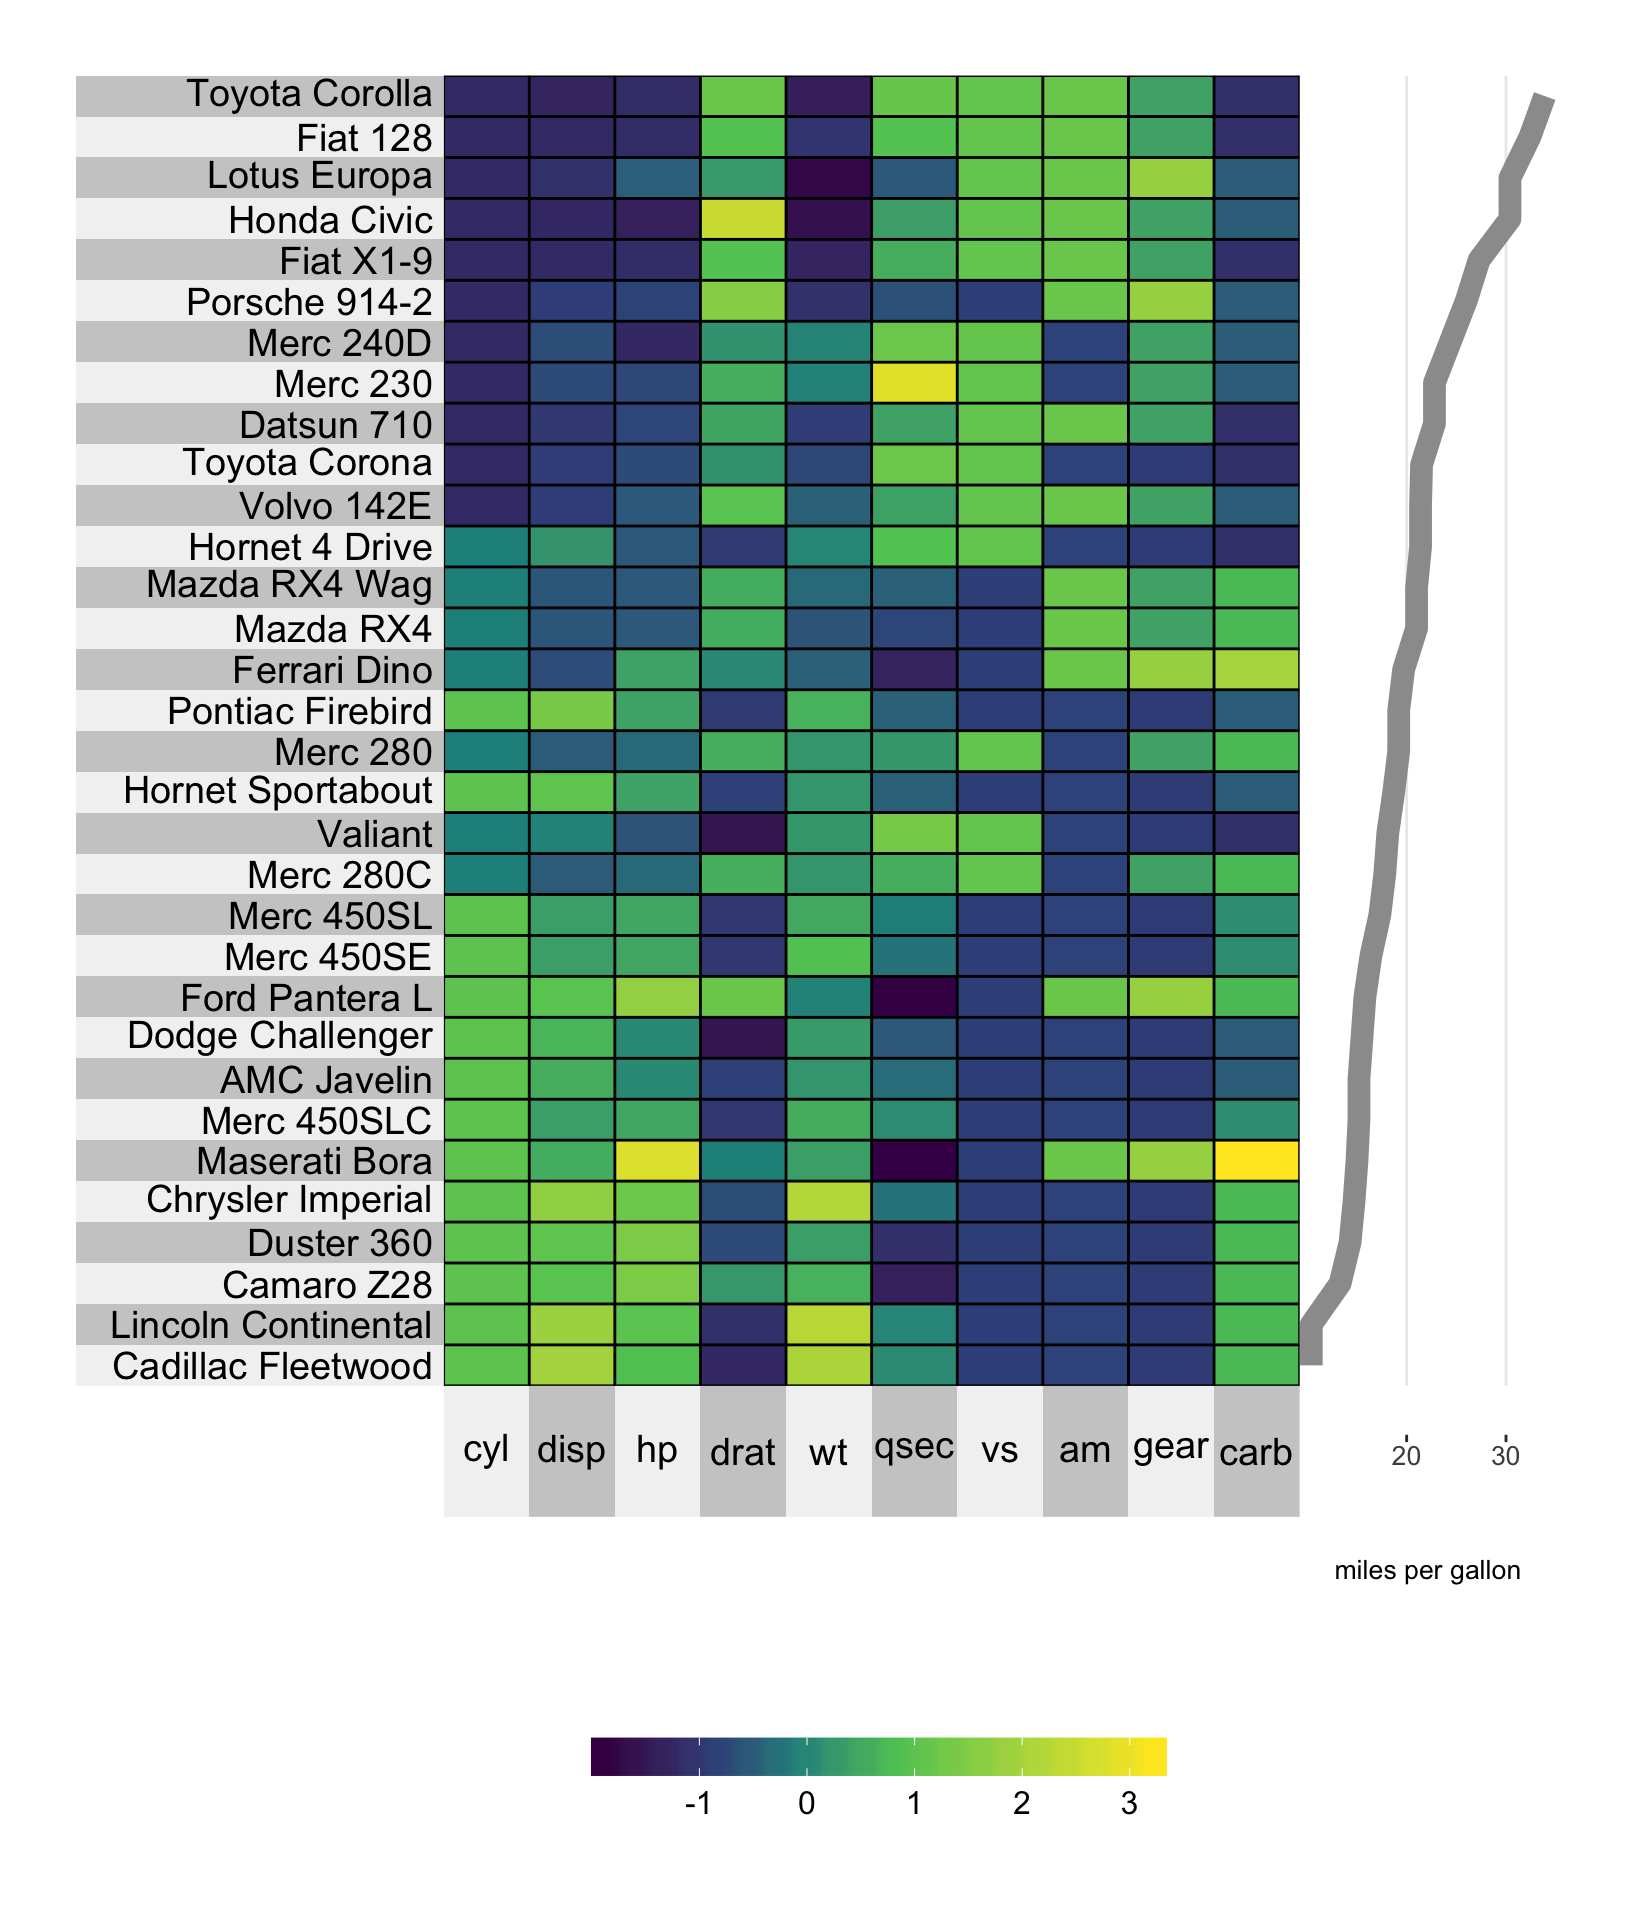 Toyota Corolla
Fiat 128
Lotus Europa
Honda Civic
Fiat X1-9
Porsche 914-2
Merc 240D
Merc 230
Datsun 710
Toyota Corona
Volvo 142E
Hornet 4 Drive
Mazda RX4 Wag
Mazda RX4
Ferrari Dino
Pontiac Firebird
Merc 280
Hornet Sportabout
Valiant
Merc 280C
Merc 450SL
Merc 450SE
Ford Pantera L
Dodge Challenger
AMC Javelin
Merc 450SLC
Maserati Bora
Chrysler Imperial
Duster 360
Camaro Z28
Lincoln Continental
Cadillac Fleetwood
cyl disp hp drat wt qsec vs am gear carb
20 30
miles per gallon
-1 0 1 2 3